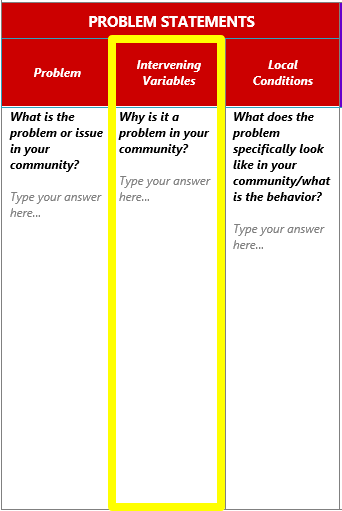 PROBLEM STATEMENTS
Problem
Intervening
Variables
Local
Conditions
What is the
problem or issue
in your
community?
Type your answer
here...
Why is it a
problem in your
community?
Type your answer
here...
What does the
problem
specifically look
like in your
community/what
is the behavior?
Type your answer
here...